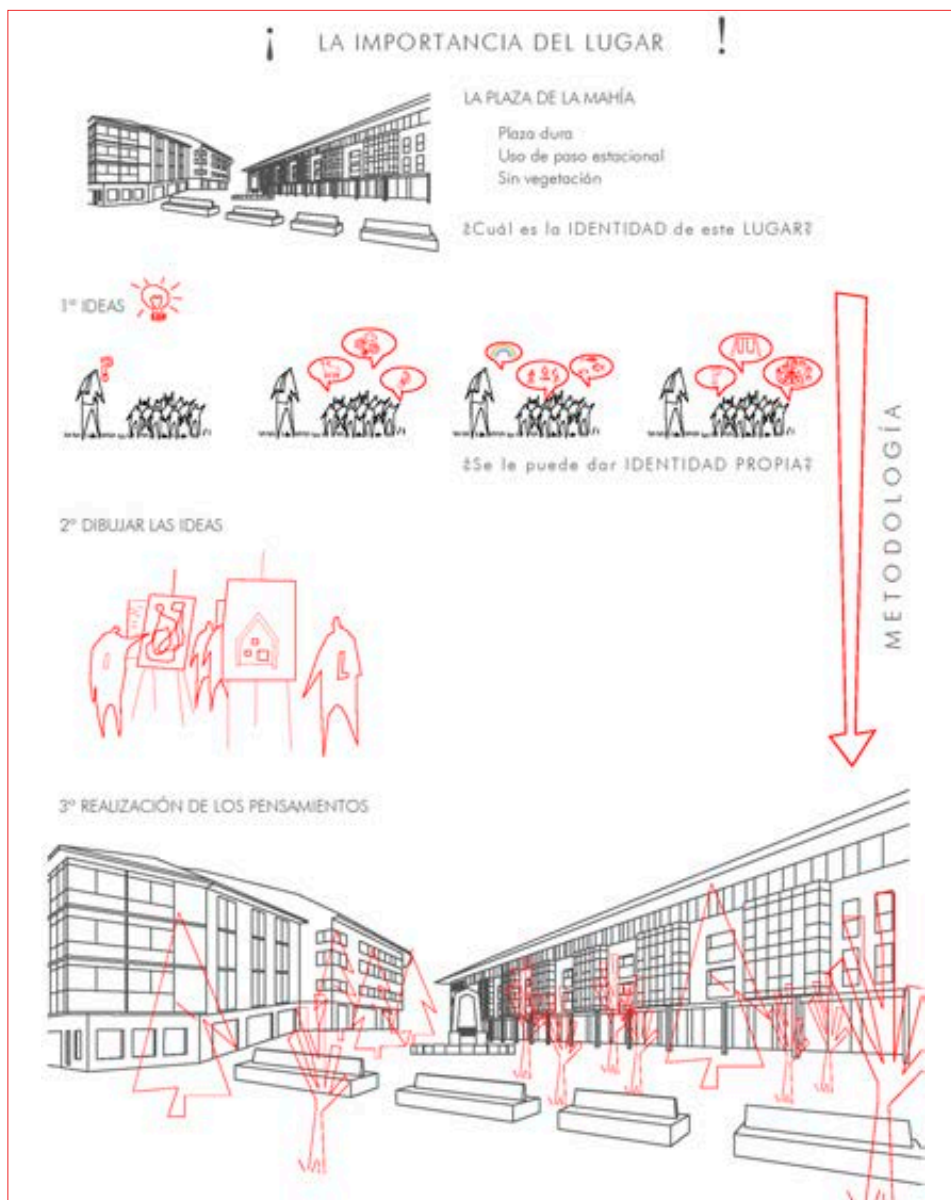 ¡ LA IMPORTANCIA DEL LUGAR !
LA PLAZA DE LA MAHÍA
Plaza dura
Uso de paso estacional
Sin vegetación
¿Cuál es la IDENTIDAD de este LUGAR?
1º IDEAS
¿Se le puede dar IDENTIDAD PROPIA?
METODOLOGÍA
2º DIBUJAR LAS IDEAS
3º REALIZACIÓN DE LOS PENSAMIENTOS